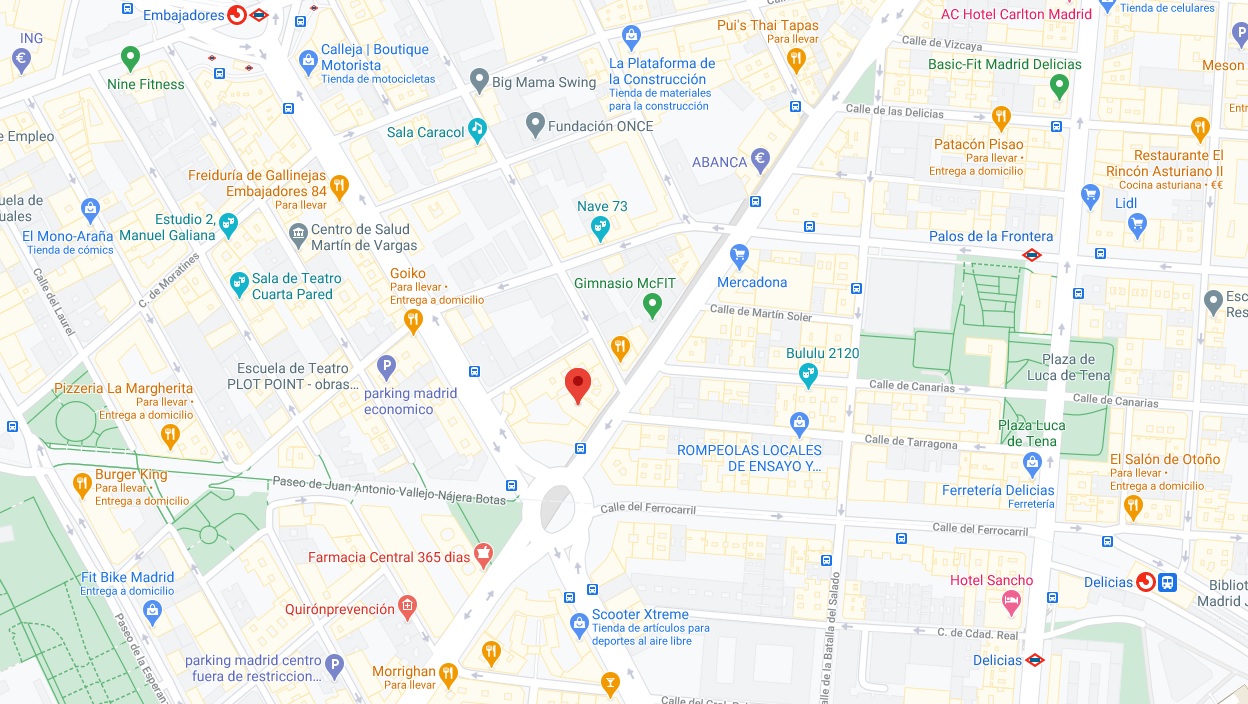 Embajadores
ING
Nine Fitness
Calleja | Boutique
Motorista
Tienda de motocicletas
Big Mama Swing
La Plataforma de
la Construcción
Tienda de materiales
para la construcción
Pui's Thai Tapas
Para llevar
AC Hotel Carlton Madrid
Tienda de celulares
Calle de Vizcaya
Basic-Fit Madrid Delicias
Meson
P
e Empleo
Sala Caracol
Fundación ONCE
Calle de las Delicias
Patacón Pisao
Para llevar •
Entrega a domicilio
Restaurante El
Rincón Asturiano II
Cocina asturiana • €€
ABANCA
Freiduría de Gallinejas
Embajadores 84
Para llevar
El Mono-Araña
Tienda de cómics
Estudio 2,
Manuel Galiana
Centro de Salud
Martín de Vargas
Nave 73
Lidl
Palos de la Frontera
Calle del Laurel
C. de Moratines
Sala de Teatro
Cuarta Pared
Goiko
Para llevar •
Entrega a domicilio
Gimnasio McFIT
Mercadona
Calle de Martín Soler
Esc
Res
Escuela de Teatro
PLOT POINT - obras...
P
parking madrid
economico
Bululu 2120
Plaza de
Luca de Tena
Calle de Canarias
Calle de Canarias
Pizzeria La Margherita
Para llevar •
Entrega a domicilio
Plaza Luca
de Tena
Calle de Tarragona
ROMPEOLAS LOCALES
DE ENSAYO Y...
El Salón de Otoño
Para llevar •
Entrega a domicilio
Burger King
Para llevar •
Entrega a domicilio
Paseo de Juan Antonio-Vallejo-Nájera-Botas
Ferretería Delicias
Ferretería
Calle del Ferrocarril
Calle del Ferrocarril
Farmacia Central 365 dias
Fit Bike Madrid
Entrega a domicilio
Quirónprevención
Hotel Sancho
Delicias
Bibliot
Madrid
Paseo de la Esperan
Scooter Xtreme
Tienda de artículos para
deportes al aire libre
lle de la Batalla del Salado
C. de Cdad. Real
Delicias
parking madrid centro
fuera de restriccion...
P
Morrighan
Para llevar